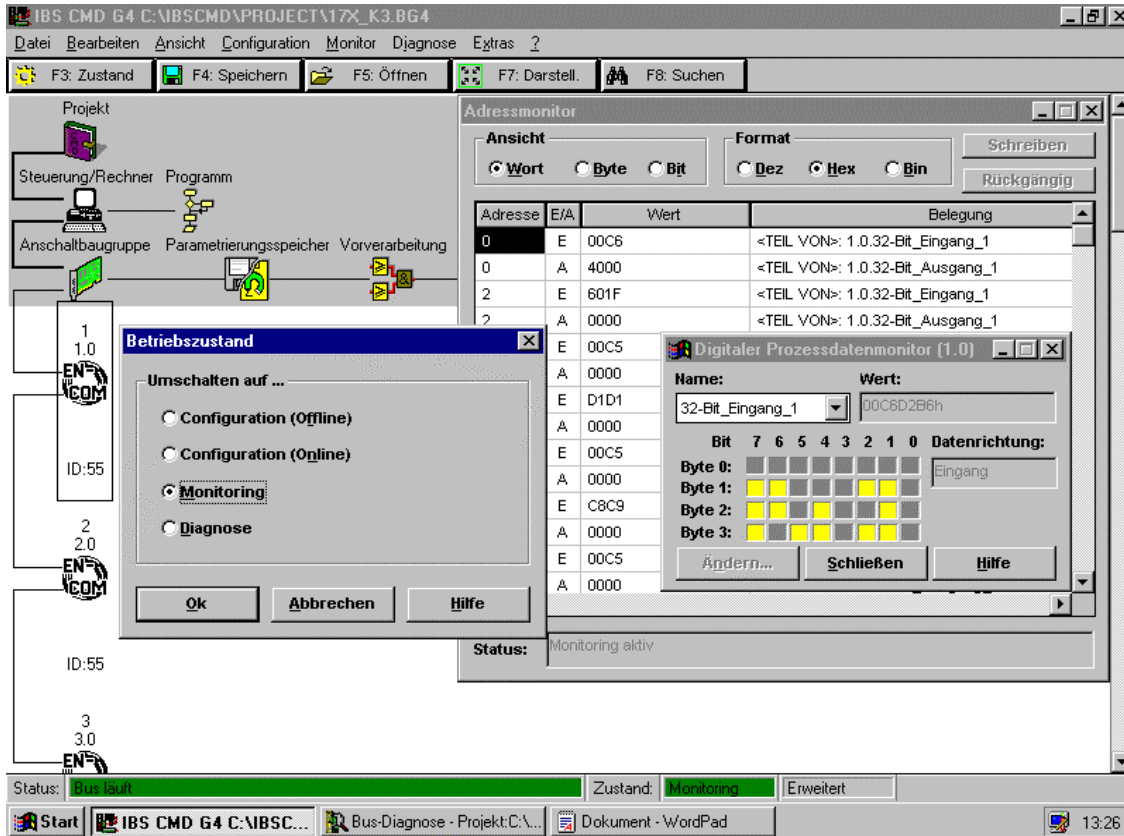 IBS CMD G4 C:\IBSCMD\PROJECT\17X_K3.BG4
Datei Bearbeiten Ansicht Configuration Monitor Djagnose Extras ?
F3: Zustand F4: Speichern F5: Öffnen F7: Darstell. F8: Suchen
Projekt
Steuerung/Rechner Programm
Anschaltbaugruppe Parametrierungsspeicher Vorverarbeitung
1
1.0
EN
COM
ID:55
2
2.0
EN
COM
ID:55
3
3.0
EN
Adressmonitor
Ansicht
Wort Byte Bit
Format
Dez Hex Bin
Schreiben
Rückgängig
Adresse E/A Wert Belegung
0 E 00C6 <TEIL VON>: 1.0.32-Bit_Eingang_1
0 A 4000 <TEIL VON>: 1.0.32-Bit_Ausgang_1
2 E 601F <TEIL VON>: 1.0.32-Bit_Eingang_1
2 A 0000 <TEIL VON>: 1.0.32-Bit_Ausgang_1
E 00C5
A 0000
E D1D1
A 0000
E 00C5
A 0000
E C8C9
A 0000
E 00C5
A 0000
Status: Monitoring aktiv
Betriebszustand
Umschalten auf ...
Configuration (Offline)
Configuration (Online)
Monitoring
Diagnose
Ok Abbrechen Hilfe
Digitaler Prozessdatenmonitor (1.0)
Name: Wert:
32-Bit_Eingang_1 00C6D2B6h
Bit 7 6 5 4 3 2 1 0 Datenrichtung:
Byte 0: Eingang
Byte 1:
Byte 2:
Byte 3:
Ändern... Schließen Hilfe
Status: Bus läuft Zustand: Monitoring Erweitert
Start IBS CMD G4 C:\IBSC... Bus-Diagnose - Projekt:C:\... Dokument - WordPad 13:26